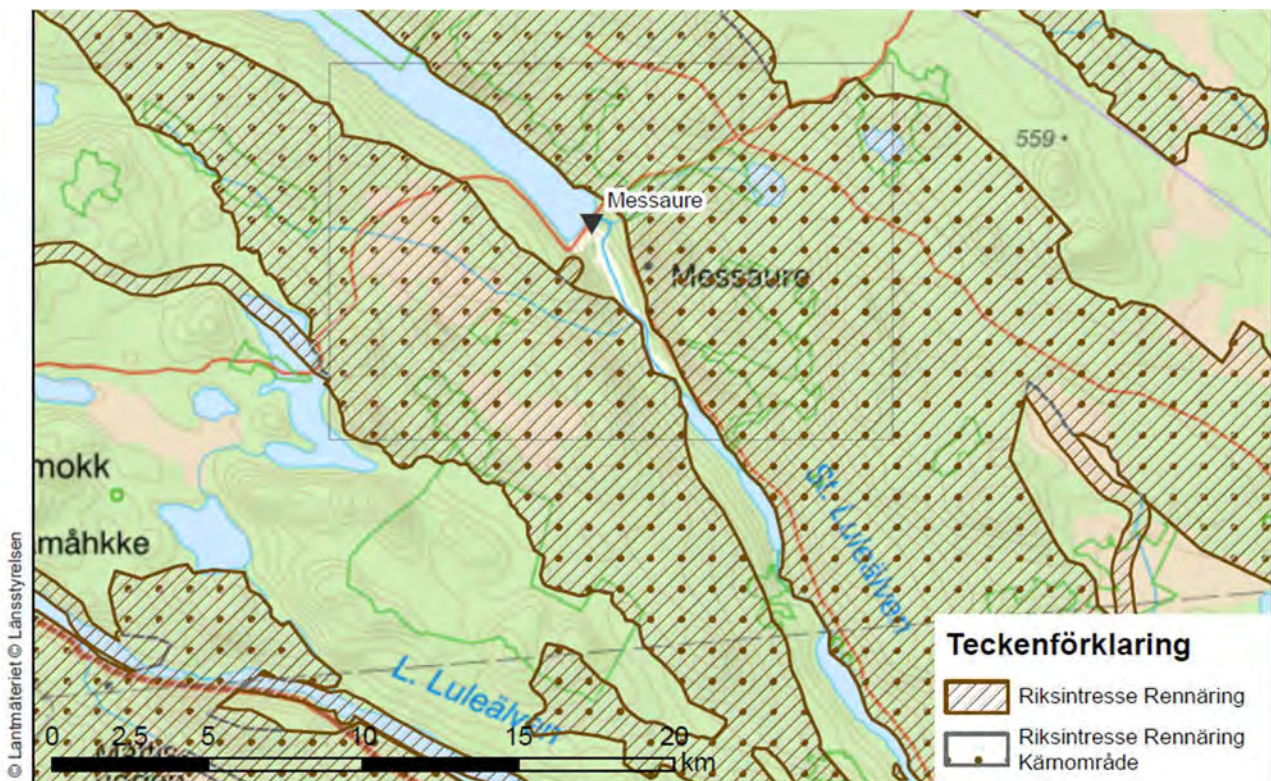 559
Messaure
Messaure
mokk
måhkke
St. Luleälven
L. Luleälven
Teckenförklaring
Riksintresse Rennäring
Riksintresse Rennäring
Kärnområde
0 2,5 5 10 15 20
km
© Lantmäteriet © Länsstyrelsen